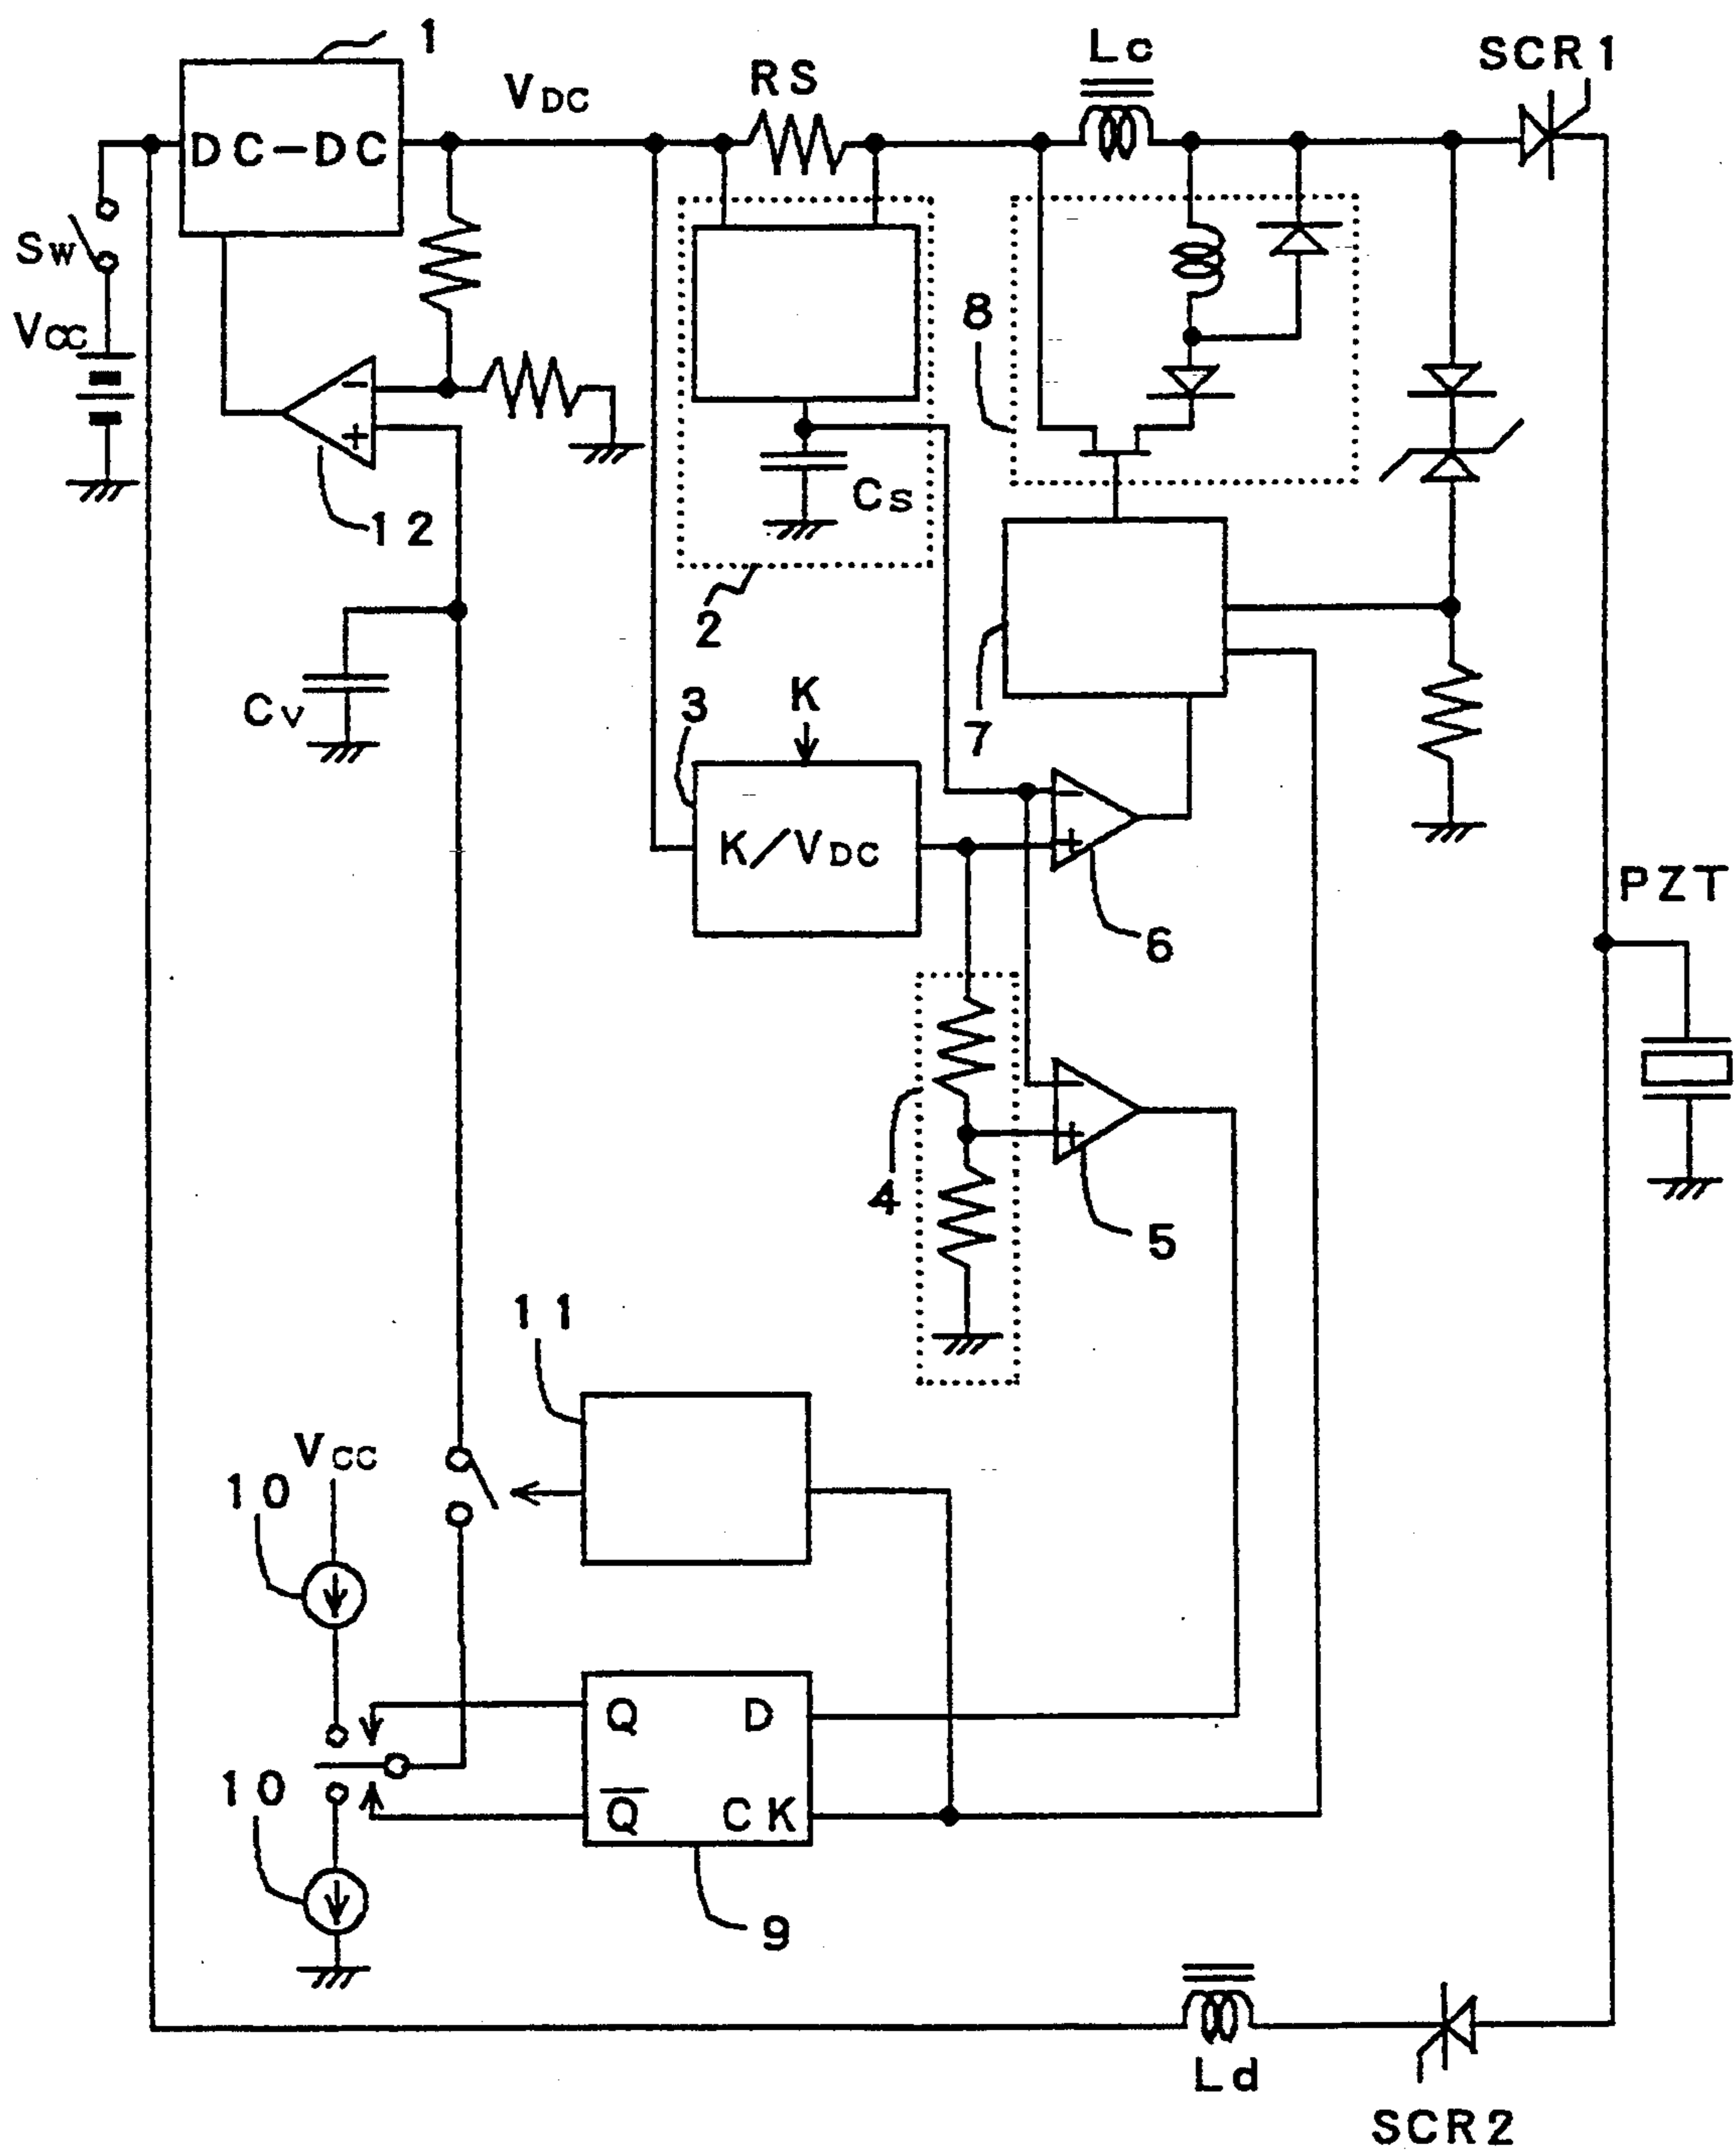 1
Lc
SCR1
RS
VDC
DC-DC
Sw
VCC
8
−
+
12
Cs
2
Cv
3
K
7
K/VDC
−
+
6
PZT
−
+
4
5
11
VCC
10
Q
D
10
Q̅
CK
9
Ld
SCR2